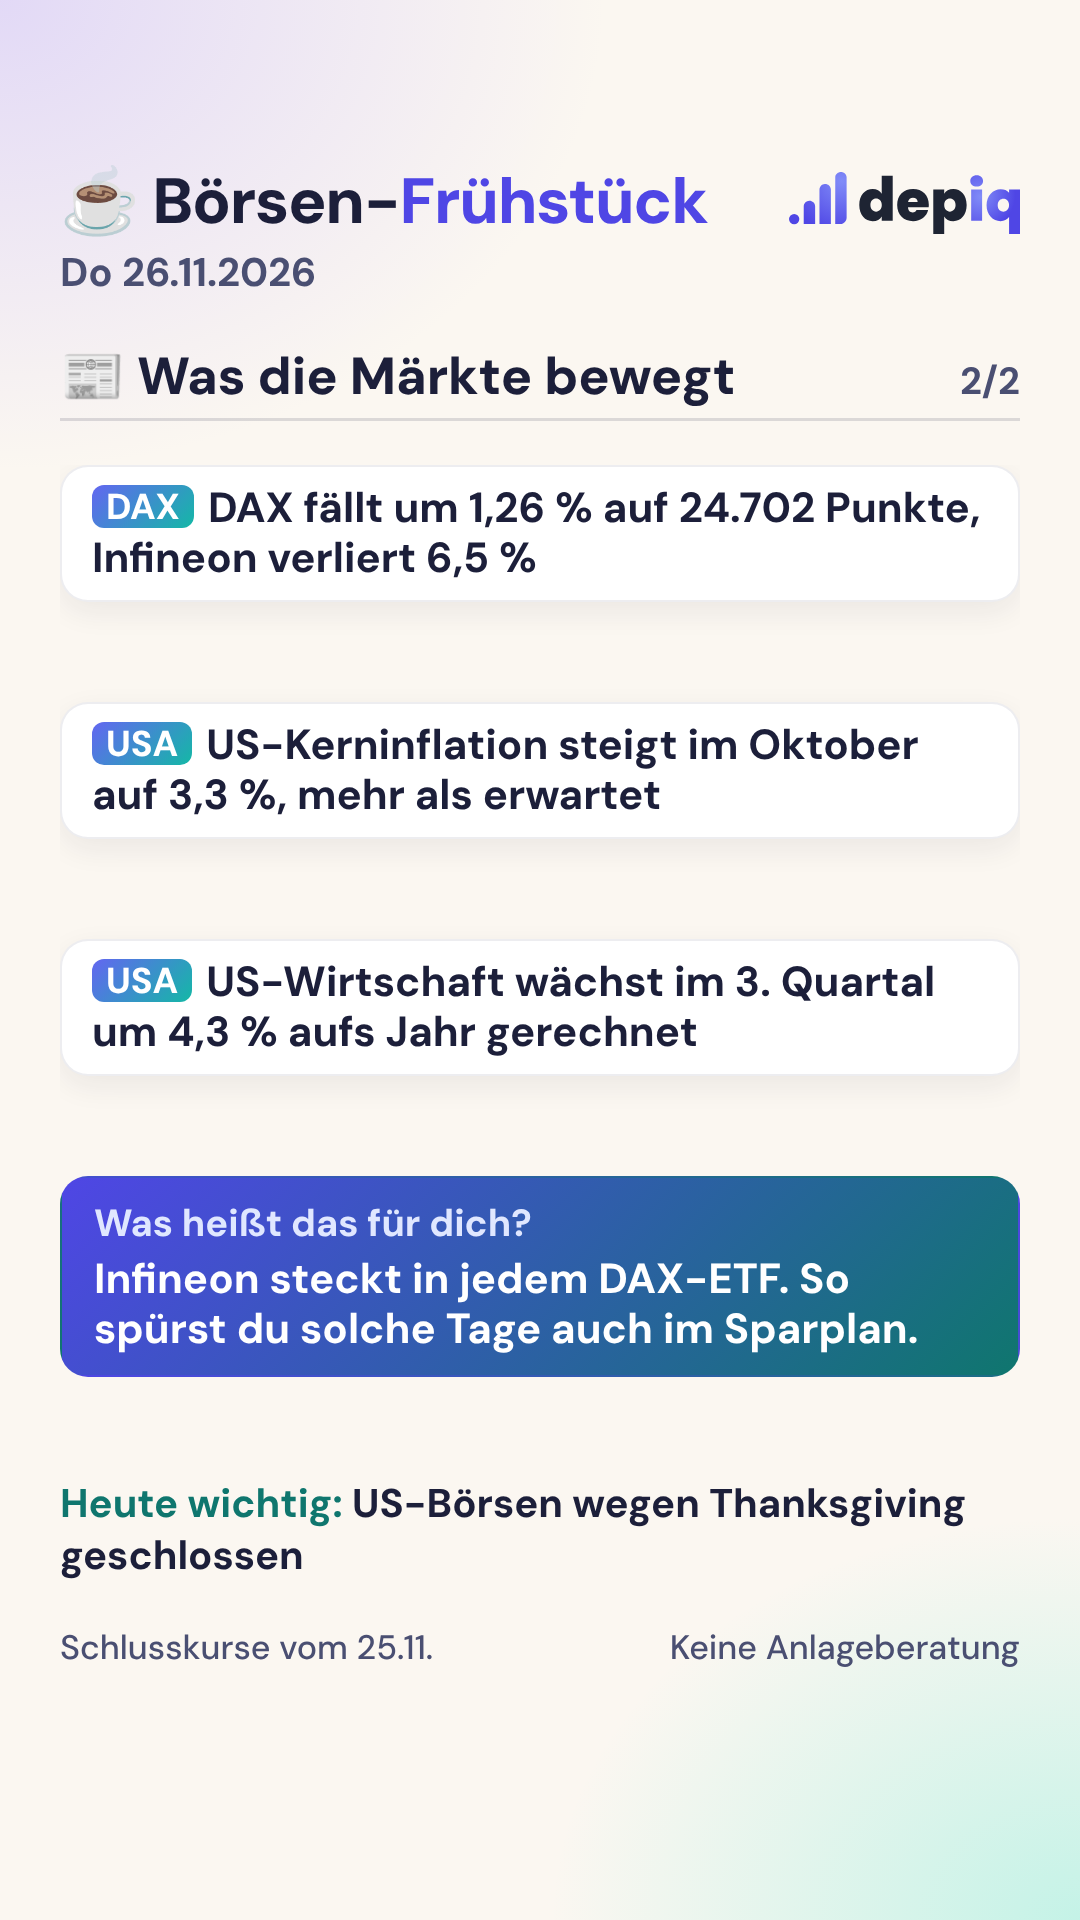 Börsen-Frühstück
depiq
Do 26.11.2026
Was die Märkte bewegt
2/2
DAX DAX fällt um 1,26 % auf 24.702 Punkte,
Infineon verliert 6,5 %
USA US-Kerninflation steigt im Oktober
auf 3,3 %, mehr als erwartet
USA US-Wirtschaft wächst im 3. Quartal
um 4,3 % aufs Jahr gerechnet
Was heißt das für dich?
Infineon steckt in jedem DAX-ETF. So
spürst du solche Tage auch im Sparplan.
Heute wichtig: US-Börsen wegen Thanksgiving
geschlossen
Schlusskurse vom 25.11.
Keine Anlageberatung